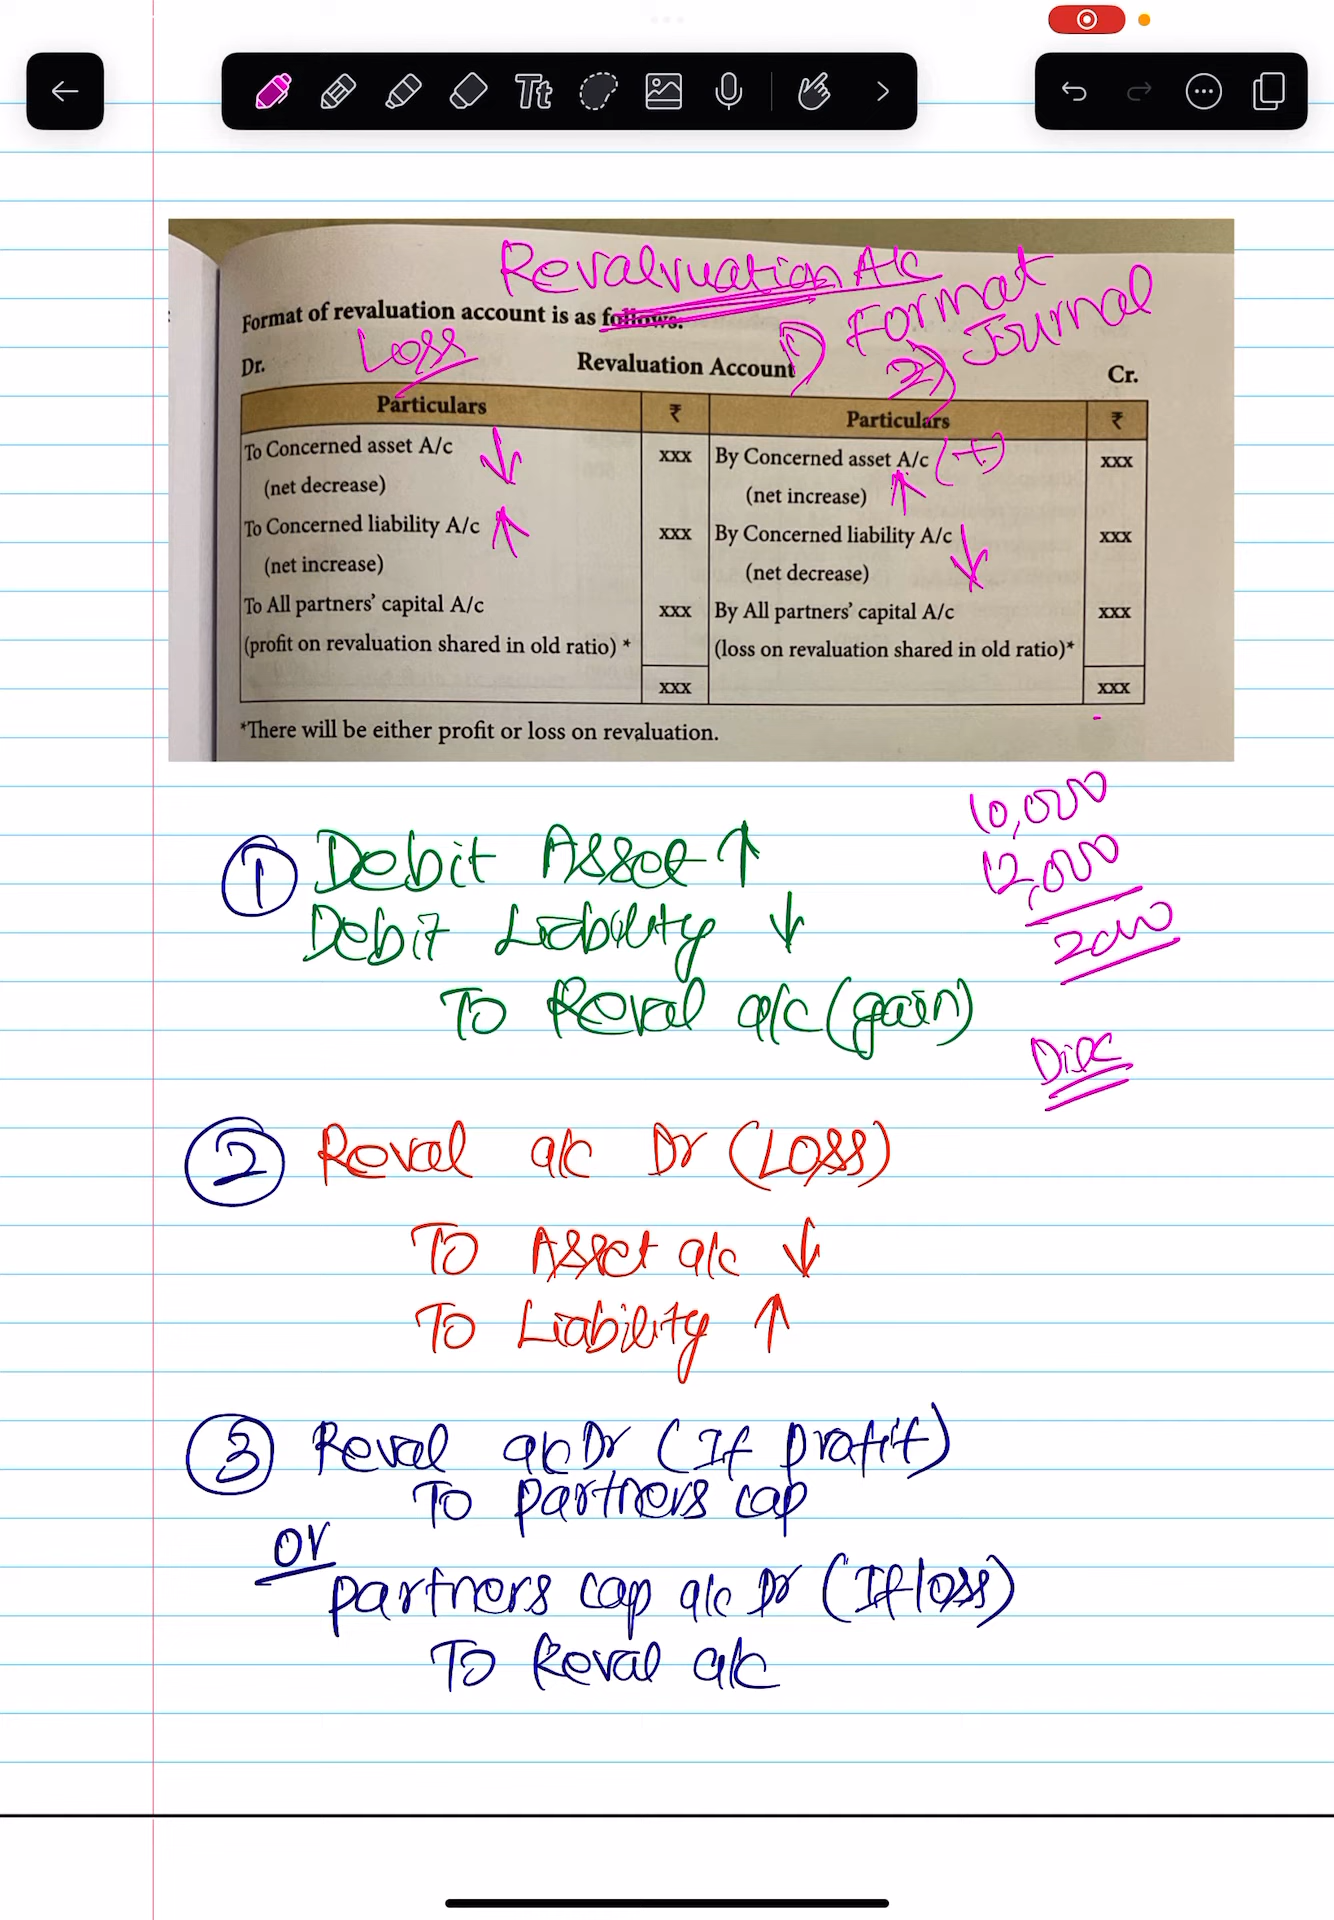 Tt
Revalvuation A/c
1) Format
2) Journal
Format of revaluation account is as follows.
Loss
Dr. Revaluation Account Cr.
Particulars ₹ Particulars ₹
To Concerned asset A/c ↓ xxx By Concerned asset A/c (+) xxx
(net decrease) (net increase) ↑
To Concerned liability A/c ↑ xxx By Concerned liability A/c ↓ xxx
(net increase) (net decrease)
To All partners' capital A/c xxx By All partners' capital A/c xxx
(profit on revaluation shared in old ratio) * (loss on revaluation shared in old ratio)*
xxx xxx
*There will be either profit or loss on revaluation.
10,000
12,000
2000
① Debit Asset ↑
Debit Liability ↓
To Reval a/c (gain)
② Reval a/c Dr (Loss)
To Asset a/c ↓
To Liability ↑
③ Reval a/c Dr (If profit)
To partners cap
or
partners cap a/c Dr (If loss)
To Reval a/c